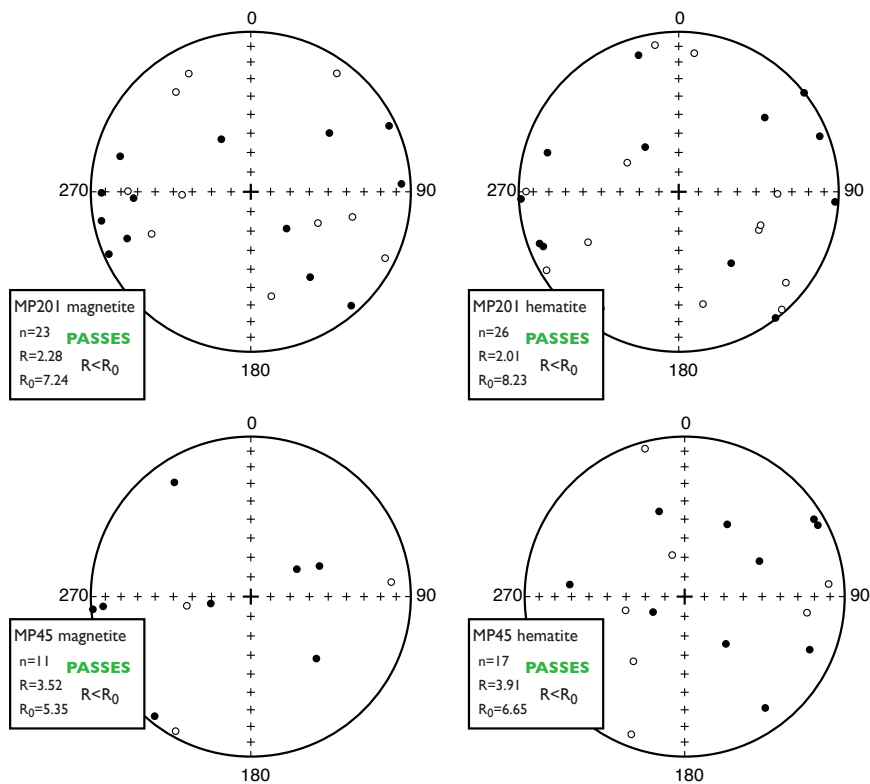 0
270
90
180
MP201 magnetite
n=23 PASSES
R=2.28 R<R₀
R₀=7.24
0
270
90
180
MP201 hematite
n=26 PASSES
R=2.01 R<R₀
R₀=8.23
0
270
90
180
MP45 magnetite
n=11 PASSES
R=3.52 R<R₀
R₀=5.35
0
270
90
180
MP45 hematite
n=17 PASSES
R=3.91 R<R₀
R₀=6.65